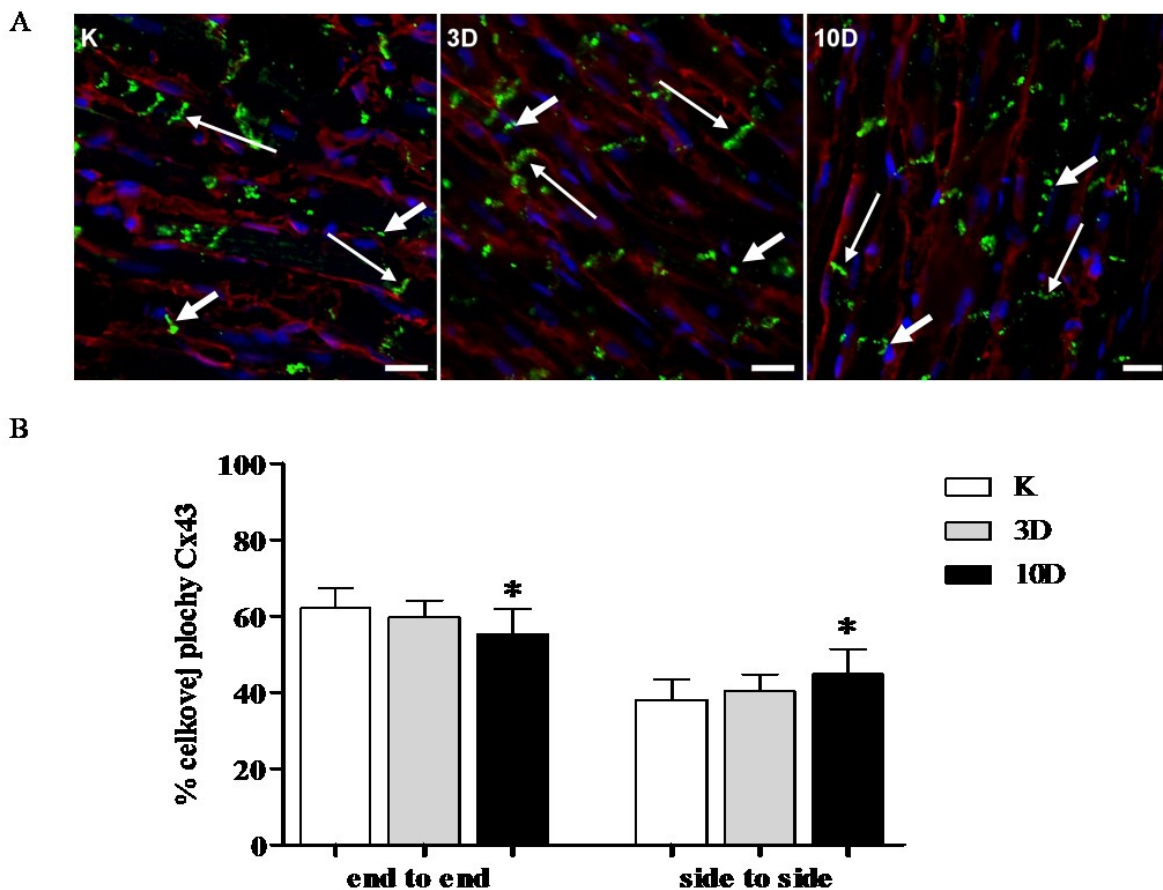 A
K
3D
10D
B
% celkovej plochy Cx43
100
80
60
40
20
0
*
*
end to end
side to side
K
3D
10D